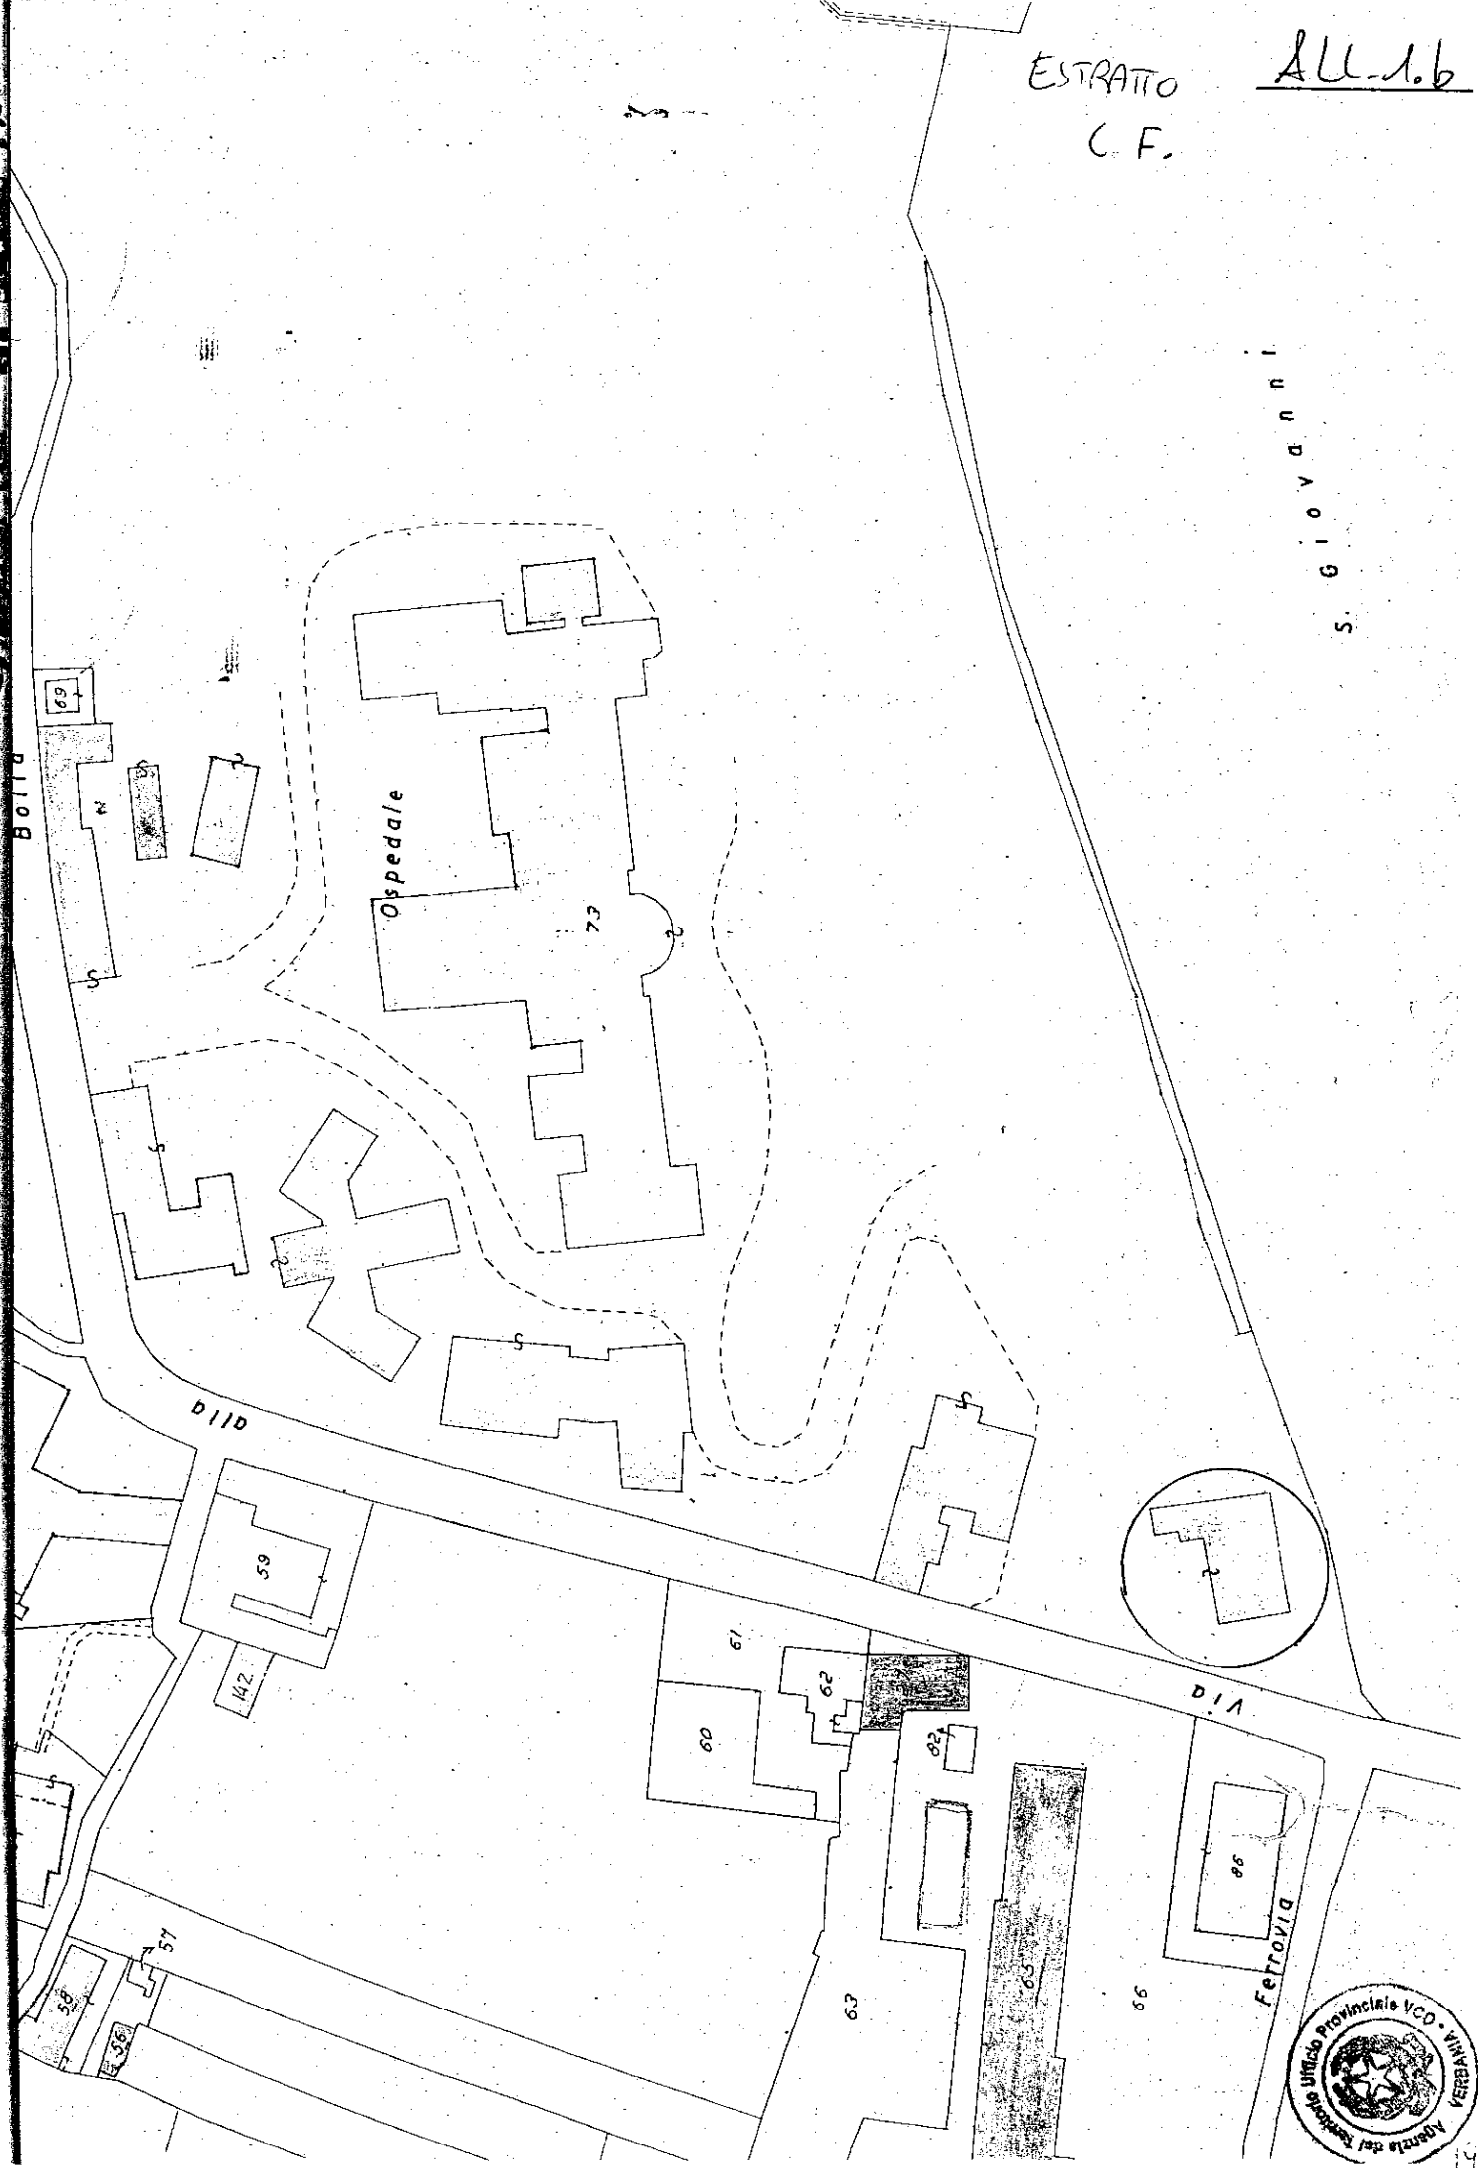 ESTRATTO
All. 1.b
C. F.
S. Giovanni
69
Bolla
Ospedale
73
alla
59
142
61
62
60
Via
82
58
57
56
63
65
66
86
Ferrovia
Agenzia del Territorio Ufficio Provinciale VCO • VERBANIA